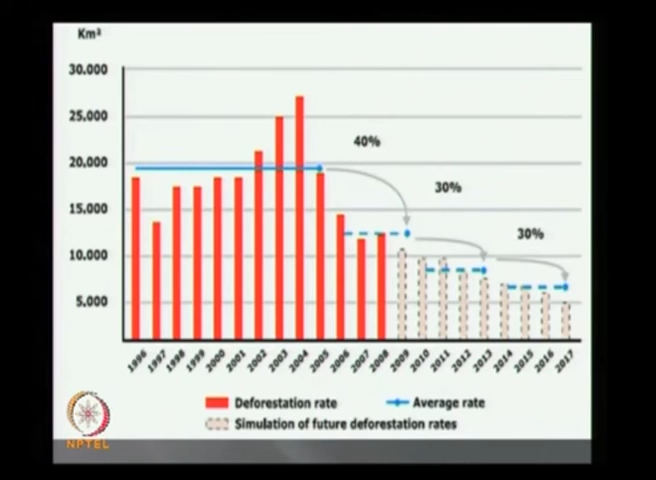 Km²
30.000
40%
25,000
20,000
30%
15,000
30%
10,000
5,000
1996 1997 1998 1999 2000 2001 2002 2003 2004 2005 2006 2007 2008 2009 2010 2011 2012 2013 2014 2015 2016 2017
Deforestation rate
Average rate
Simulation of future deforestation rates
NPTEL